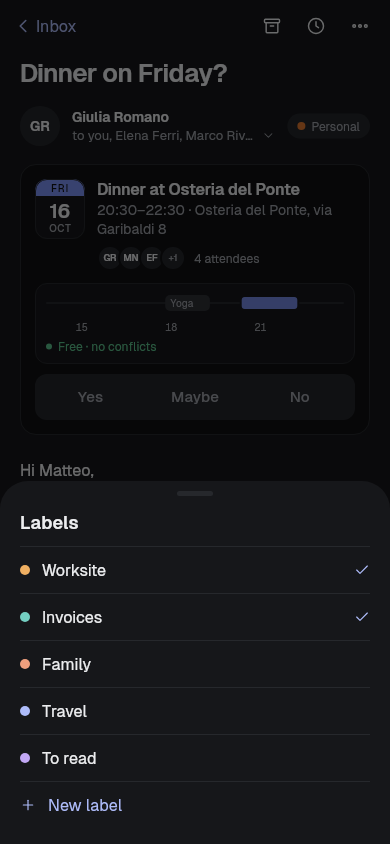 Inbox
Dinner on Friday?
GR
Giulia Romano
to you, Elena Ferri, Marco Riv...
Personal
FRI
16
OCT
Dinner at Osteria del Ponte
20:30–22:30 · Osteria del Ponte, via
Garibaldi 8
GR MN EF +1 4 attendees
Yoga
15 18 21
Free · no conflicts
Yes Maybe No
Hi Matteo,
Labels
Worksite
Invoices
Family
Travel
To read
New label